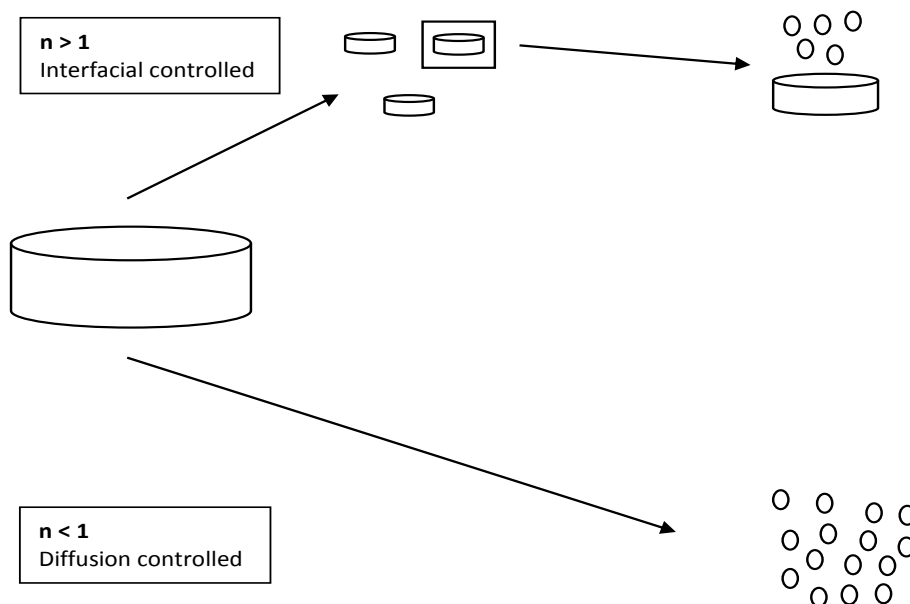 n > 1
Interfacial controlled
n < 1
Diffusion controlled